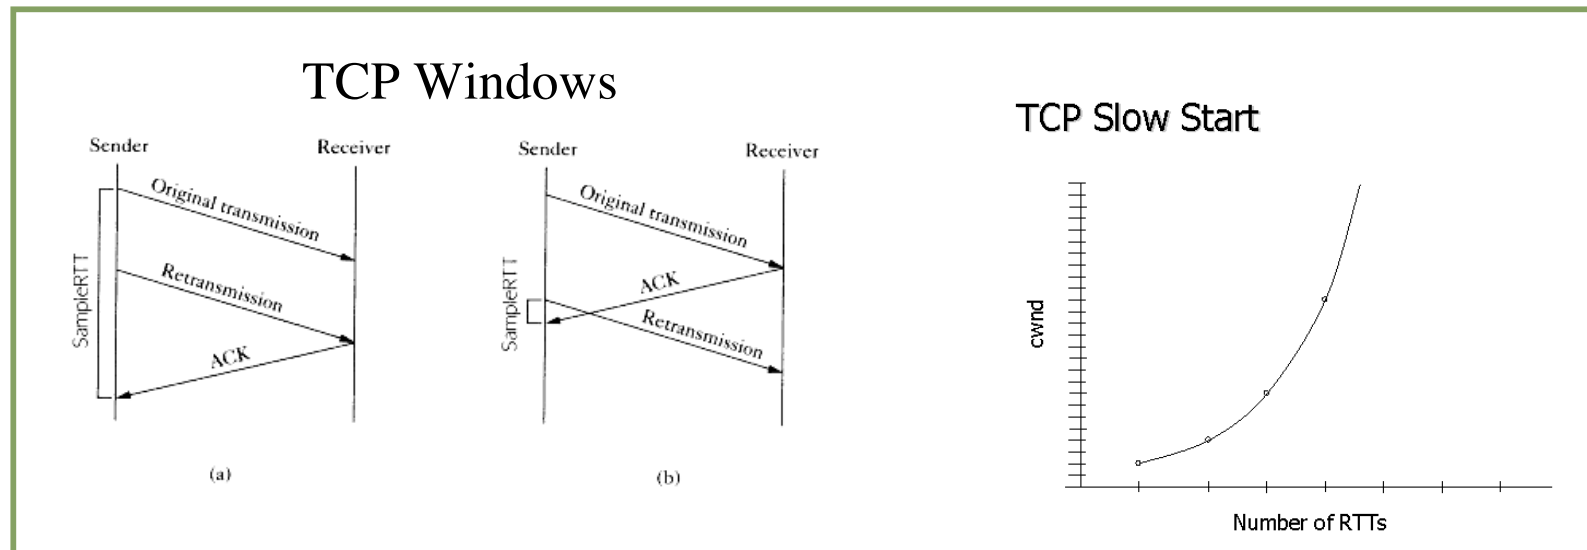 TCP Windows
Sender
Receiver
Original transmission
Retransmission
ACK
SampleRTT
(a)
Sender
Receiver
Original transmission
ACK
Retransmission
SampleRTT
(b)
TCP Slow Start
cwnd
Number of RTTs